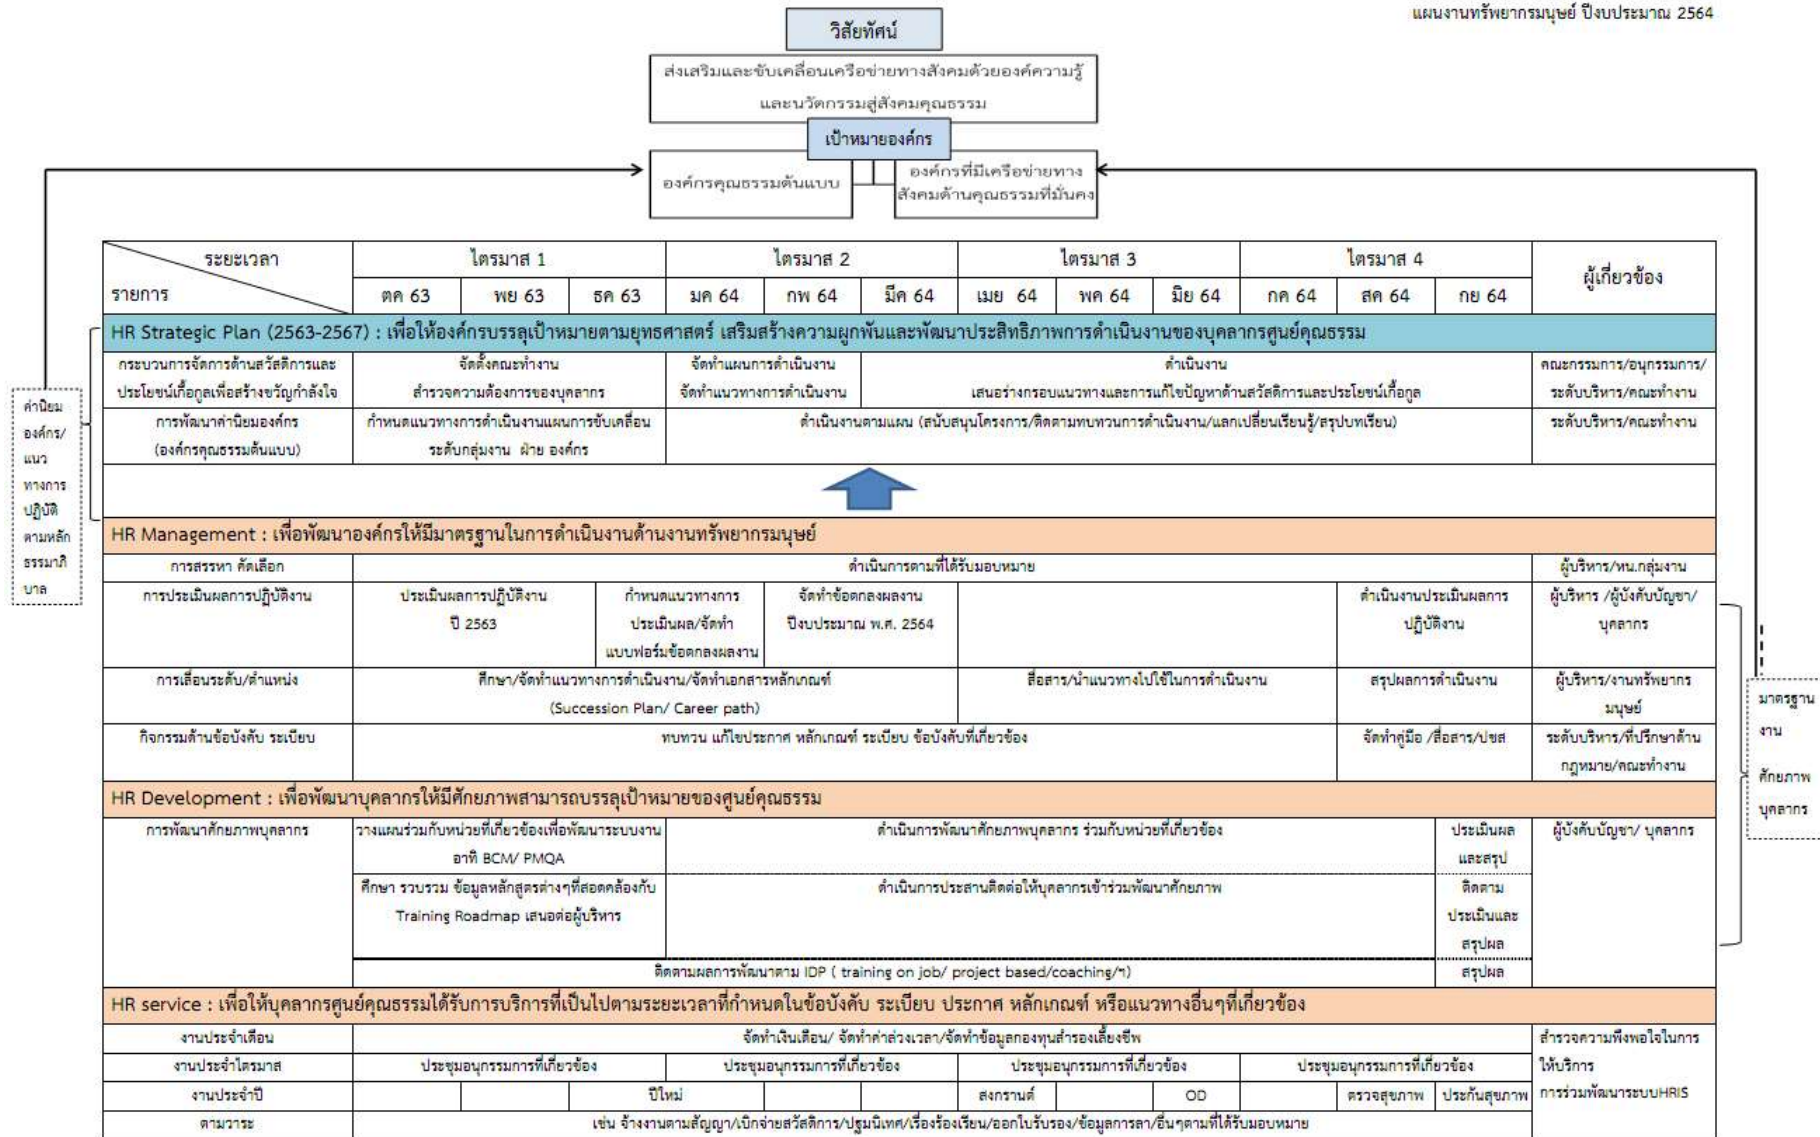 แผนงานทรัพยากรมนุษย์ ปีงบประมาณ 2564
วิสัยทัศน์
ส่งเสริมและขับเคลื่อนเครือข่ายทางสังคมด้วยองค์ความรู้
และนวัตกรรมสู่สังคมคุณธรรม
เป้าหมายองค์กร
องค์กรคุณธรรมต้นแบบ
องค์กรที่มีเครือข่ายทาง
สังคมด้านคุณธรรมที่มั่นคง
ระยะเวลา
รายการ
ไตรมาส 1
ไตรมาส 2
ไตรมาส 3
ไตรมาส 4
ผู้เกี่ยวข้อง
ตค 63
พย 63
ธค 63
มค 64
กพ 64
มีค 64
เมย 64
พค 64
มิย 64
กค 64
สค 64
กย 64
HR Strategic Plan (2563-2567) : เพื่อให้องค์กรบรรลุเป้าหมายตามยุทธศาสตร์ เสริมสร้างความผูกพันและพัฒนาประสิทธิภาพการดำเนินงานของบุคลากรศูนย์คุณธรรม
กระบวนการจัดการด้านสวัสดิการและ
ประโยชน์เกื้อกูลเพื่อสร้างขวัญกำลังใจ
จัดตั้งคณะทำงาน
สำรวจความต้องการของบุคลากร
จัดทำแผนการดำเนินงาน
จัดทำแนวทางการดำเนินงาน
ดำเนินงาน
เสนอร่างกรอบแนวทางและการแก้ไขปัญหาด้านสวัสดิการและประโยชน์เกื้อกูล
คณะกรรมการ/อนุกรรมการ/
ระดับบริหาร/คณะทำงาน
การพัฒนาค่านิยมองค์กร
(องค์กรคุณธรรมต้นแบบ)
กำหนดแนวทางการดำเนินงานแผนการขับเคลื่อน
ระดับกลุ่มงาน ฝ่าย องค์กร
ดำเนินงานตามแผน (สนับสนุนโครงการ/ติดตามทบทวนการดำเนินงาน/แลกเปลี่ยนเรียนรู้/สรุปบทเรียน)
ระดับบริหาร/คณะทำงาน
ค่านิยม
องค์กร/
แนว
ทางการ
ปฏิบัติ
ตามหลัก
ธรรมาภิ
บาล
HR Management : เพื่อพัฒนาองค์กรให้มีมาตรฐานในการดำเนินงานด้านงานทรัพยากรมนุษย์
การสรรหา คัดเลือก
ดำเนินการตามที่ได้รับมอบหมาย
ผู้บริหาร/หน.กลุ่มงาน
การประเมินผลการปฏิบัติงาน
ประเมินผลการปฏิบัติงาน
ปี 2563
กำหนดแนวทางการ
ประเมินผล/จัดทำ
แบบฟอร์มข้อตกลงผลงาน
จัดทำข้อตกลงผลงาน
ปีงบประมาณ พ.ศ. 2564
ดำเนินงานประเมินผลการ
ปฏิบัติงาน
ผู้บริหาร /ผู้บังคับบัญชา/
บุคลากร
การเลื่อนระดับ/ตำแหน่ง
ศึกษา/จัดทำแนวทางการดำเนินงาน/จัดทำเอกสารหลักเกณฑ์
(Succession Plan/ Career path)
สื่อสาร/นำแนวทางไปใช้ในการดำเนินงาน
สรุปผลการดำเนินงาน
ผู้บริหาร/งานทรัพยากร
มนุษย์
กิจกรรมด้านข้อบังคับ ระเบียบ
ทบทวน แก้ไขประกาศ หลักเกณฑ์ ระเบียบ ข้อบังคับที่เกี่ยวข้อง
จัดทำคู่มือ /สื่อสาร/ปชส
ระดับบริหาร/ที่ปรึกษาด้าน
กฎหมาย/คณะทำงาน
มาตรฐาน
งาน
ศักยภาพ
บุคลากร
HR Development : เพื่อพัฒนาบุคลากรให้มีศักยภาพสามารถบรรลุเป้าหมายของศูนย์คุณธรรม
การพัฒนาศักยภาพบุคลากร
วางแผนร่วมกับหน่วยที่เกี่ยวข้องเพื่อพัฒนาระบบงาน
อาทิ BCM/ PMQA
ดำเนินการพัฒนาศักยภาพบุคลากร ร่วมกับหน่วยที่เกี่ยวข้อง
ประเมินผล
และสรุป
ผู้บังคับบัญชา/ บุคลากร
ศึกษา รวบรวม ข้อมูลหลักสูตรต่างๆที่สอดคล้องกับ
Training Roadmap เสนอต่อผู้บริหาร
ดำเนินการประสานติดต่อให้บุคลากรเข้าร่วมพัฒนาศักยภาพ
ติดตาม
ประเมินและ
สรุปผล
ติดตามผลการพัฒนาตาม IDP ( training on job/ project based/coaching/ฯ)
สรุปผล
HR service : เพื่อให้บุคลากรศูนย์คุณธรรมได้รับการบริการที่เป็นไปตามระยะเวลาที่กำหนดในข้อบังคับ ระเบียบ ประกาศ หลักเกณฑ์ หรือแนวทางอื่นๆที่เกี่ยวข้อง
งานประจำเดือน
จัดทำเงินเดือน/ จัดทำค่าล่วงเวลา/จัดทำข้อมูลกองทุนสำรองเลี้ยงชีพ
สำรวจความพึงพอใจในการ
ให้บริการ
การร่วมพัฒนาระบบHRIS
งานประจำไตรมาส
ประชุมอนุกรรมการที่เกี่ยวข้อง
ประชุมอนุกรรมการที่เกี่ยวข้อง
ประชุมอนุกรรมการที่เกี่ยวข้อง
ประชุมอนุกรรมการที่เกี่ยวข้อง
งานประจำปี
ปีใหม่
สงกรานต์
OD
ตรวจสุขภาพ
ประกันสุขภาพ
ตามวาระ
เช่น จ้างงานตามสัญญา/เบิกจ่ายสวัสดิการ/ปฐมนิเทศ/เรื่องร้องเรียน/ออกใบรับรอง/ข้อมูลการลา/อื่นๆตามที่ได้รับมอบหมาย